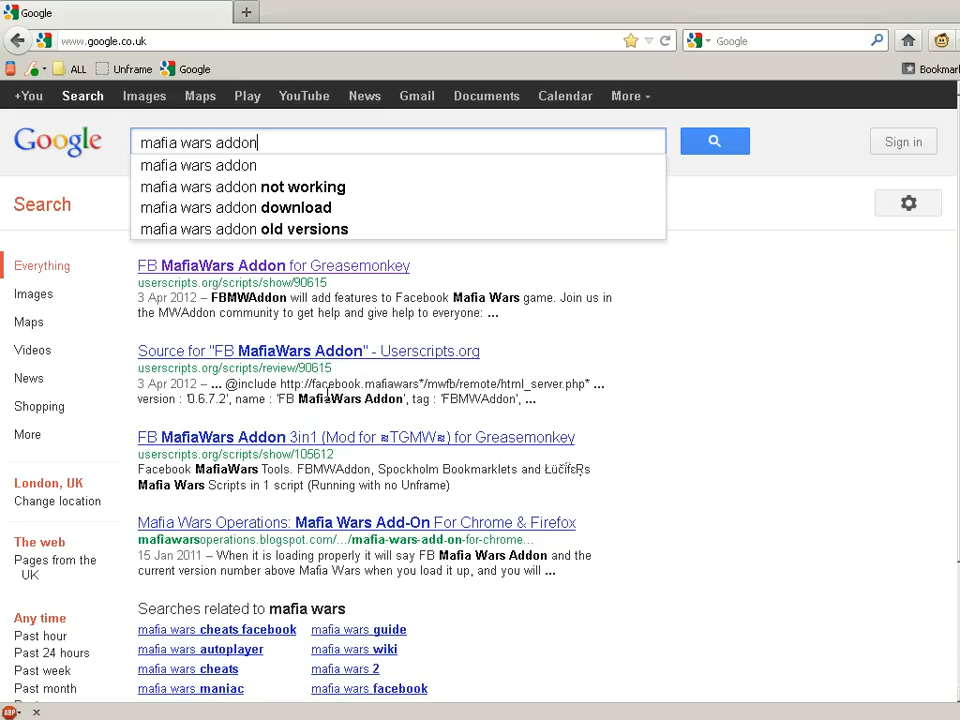 Google
www.google.co.uk
Google
ALL
Unframe
Google
Bookmar
+You Search Images Maps Play YouTube News Gmail Documents Calendar More
Google
mafia wars addon
Sign in
mafia wars addon
mafia wars addon not working
mafia wars addon download
mafia wars addon old versions
Search
Everything
Images
Maps
Videos
News
Shopping
More
London, UK
Change location
The web
Pages from the
UK
Any time
Past hour
Past 24 hours
Past week
Past month
FB MafiaWars Addon for Greasemonkey
userscripts.org/scripts/show/90615
3 Apr 2012 – FBMWAddon will add features to Facebook Mafia Wars game. Join us in
the MWAddon community to get help and give help to everyone: ...
Source for "FB MafiaWars Addon" - Userscripts.org
userscripts.org/scripts/review/90615
3 Apr 2012 – ... @include http://facebook.mafiawars*/mwfb/remote/html_server.php* ...
version : '0.6.7.2', name : 'FB MafiaWars Addon', tag : 'FBMWAddon', ...
FB MafiaWars Addon 3in1 (Mod for ≋TGMW≋) for Greasemonkey
userscripts.org/scripts/show/105612
Facebook MafiaWars Tools. FBMWAddon, Spockholm Bookmarklets and
Mafia Wars Scripts in 1 script (Running with no Unframe)
Mafia Wars Operations: Mafia Wars Add-On For Chrome & Firefox
mafiawarsoperations.blogspot.com/.../mafia-wars-add-on-for-chrome...
15 Jan 2011 – When it is loading properly it will say FB Mafia Wars Addon and the
current version number above Mafia Wars when you load it up, and you will ...
Searches related to mafia wars
mafia wars cheats facebook mafia wars guide
mafia wars autoplayer mafia wars wiki
mafia wars cheats mafia wars 2
mafia wars maniac mafia wars facebook
ABP